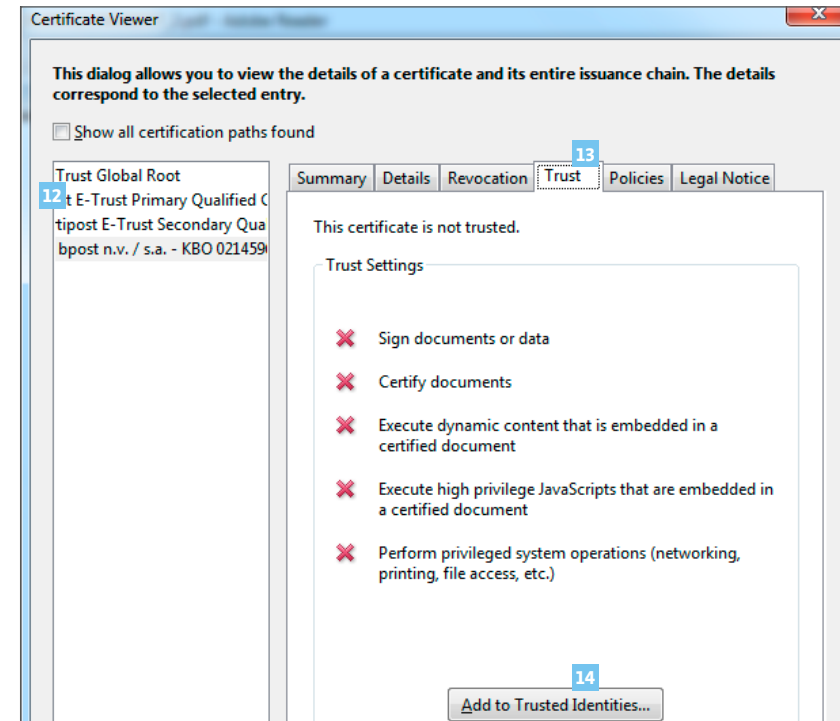 Certificate Viewer
This dialog allows you to view the details of a certificate and its entire issuance chain. The details
correspond to the selected entry.
Show all certification paths found
13
Trust Global Root
12 t E-Trust Primary Qualified C
tipost E-Trust Secondary Qua
bpost n.v. / s.a. - KBO 021459
Summary Details Revocation Trust Policies Legal Notice
This certificate is not trusted.
Trust Settings
Sign documents or data
Certify documents
Execute dynamic content that is embedded in a
certified document
Execute high privilege JavaScripts that are embedded in
a certified document
Perform privileged system operations (networking,
printing, file access, etc.)
14
Add to Trusted Identities...